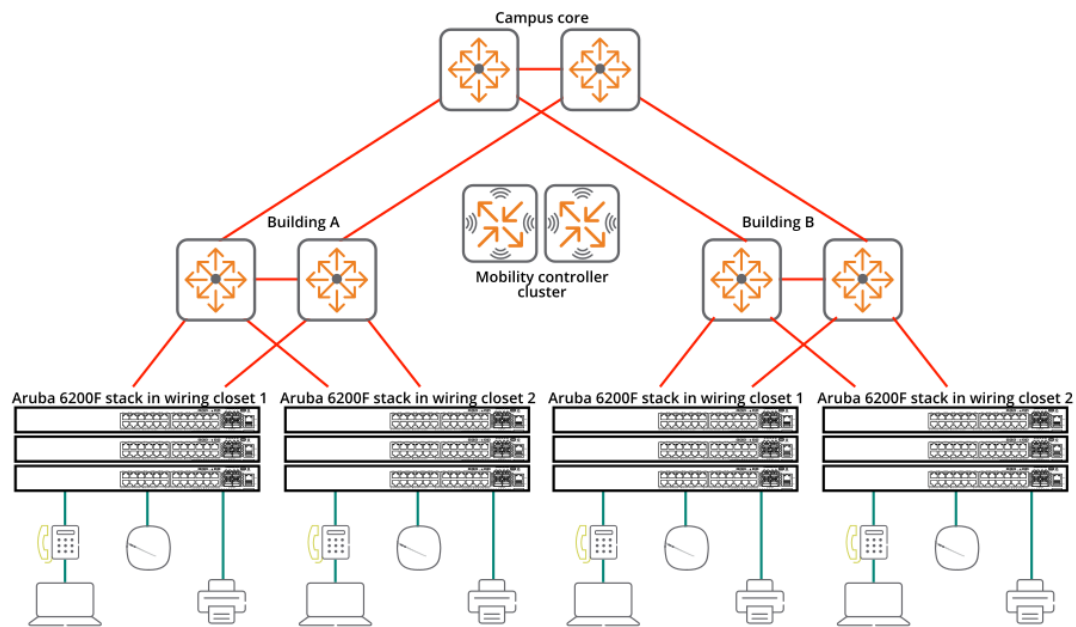 Campus core
Building A
Building B
Mobility controller
cluster
Aruba 6200F stack in wiring closet 1
Aruba 6200F stack in wiring closet 2
Aruba 6200F stack in wiring closet 1
Aruba 6200F stack in wiring closet 2